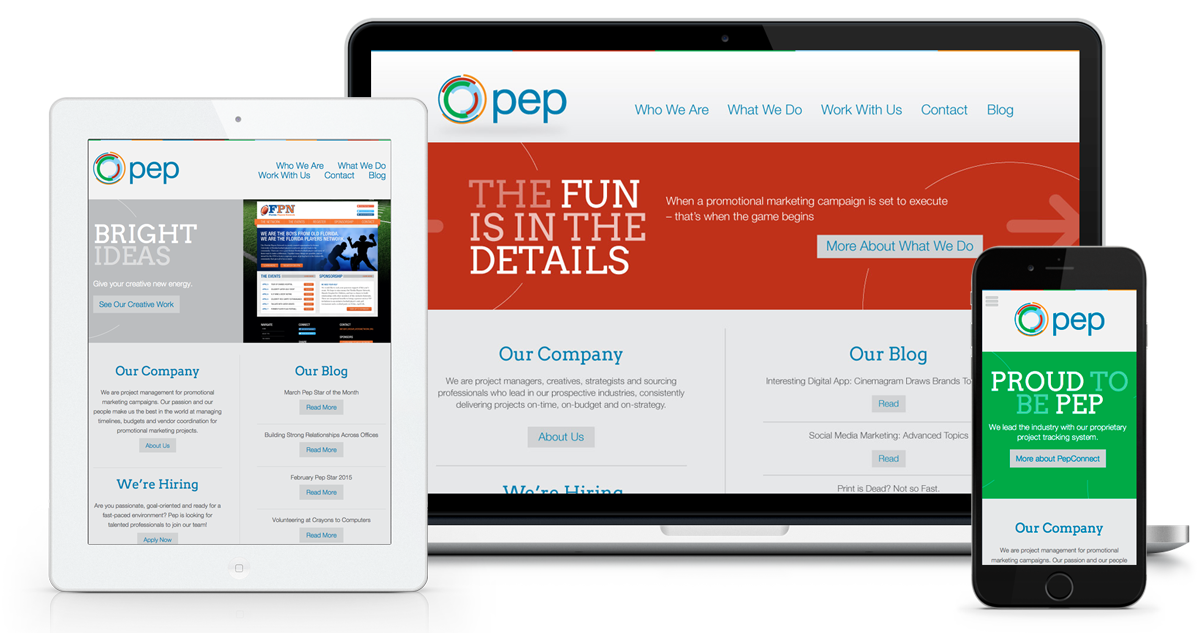 pep
Who We Are What We Do
Work With Us Contact Blog
BRIGHT
IDEAS
Give your creative new energy.
See Our Creative Work
FPN
WE ARE THE BOYS FROM OLD FLORIDA.
WE ARE THE FLORIDA PLAYERS NETWORK.
THE EVENTS
SPONSORSHIP
Our Company
We are project management for promotional
marketing campaigns. Our passion and our
people make us the best in the world at managing
timelines, budgets and vendor coordination for
promotional marketing projects.
About Us
We're Hiring
Are you passionate, goal-oriented and ready for a
fast-paced environment? Pep is looking for
talented professionals to join our team!
Apply Now
Our Blog
March Pep Star of the Month
Read More
Building Strong Relationships Across Offices
Read More
February Pep Star 2015
Read More
Volunteering at Crayons to Computers
Read More
pep
Who We Are What We Do Work With Us Contact Blog
THE FUN
IS IN THE
DETAILS
When a promotional marketing campaign is set to execute
– that's when the game begins
More About What We Do
Our Company
We are project managers, creatives, strategists and sourcing
professionals who lead in our prospective industries, consistently
delivering projects on-time, on-budget and on-strategy.
About Us
We're Hiring
Our Blog
Interesting Digital App: Cinemagram Draws Brands To
Read
Social Media Marketing: Advanced Topics
Read
Print is Dead? Not so Fast.
pep
PROUD TO
BE PEP
We lead the industry with our proprietary
project tracking system.
More about PepConnect
Our Company
We are project management for promotional
marketing campaigns. Our passion and our people